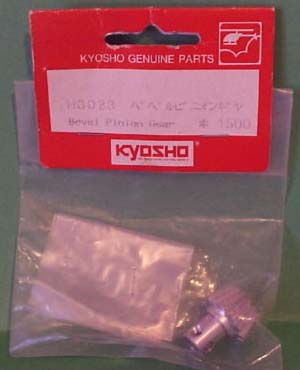 KYOSHO GENUINE PARTS
H3023 ベベルピニオンギヤ
Bevel Pinion Gear ※ 1500
KYOSHO